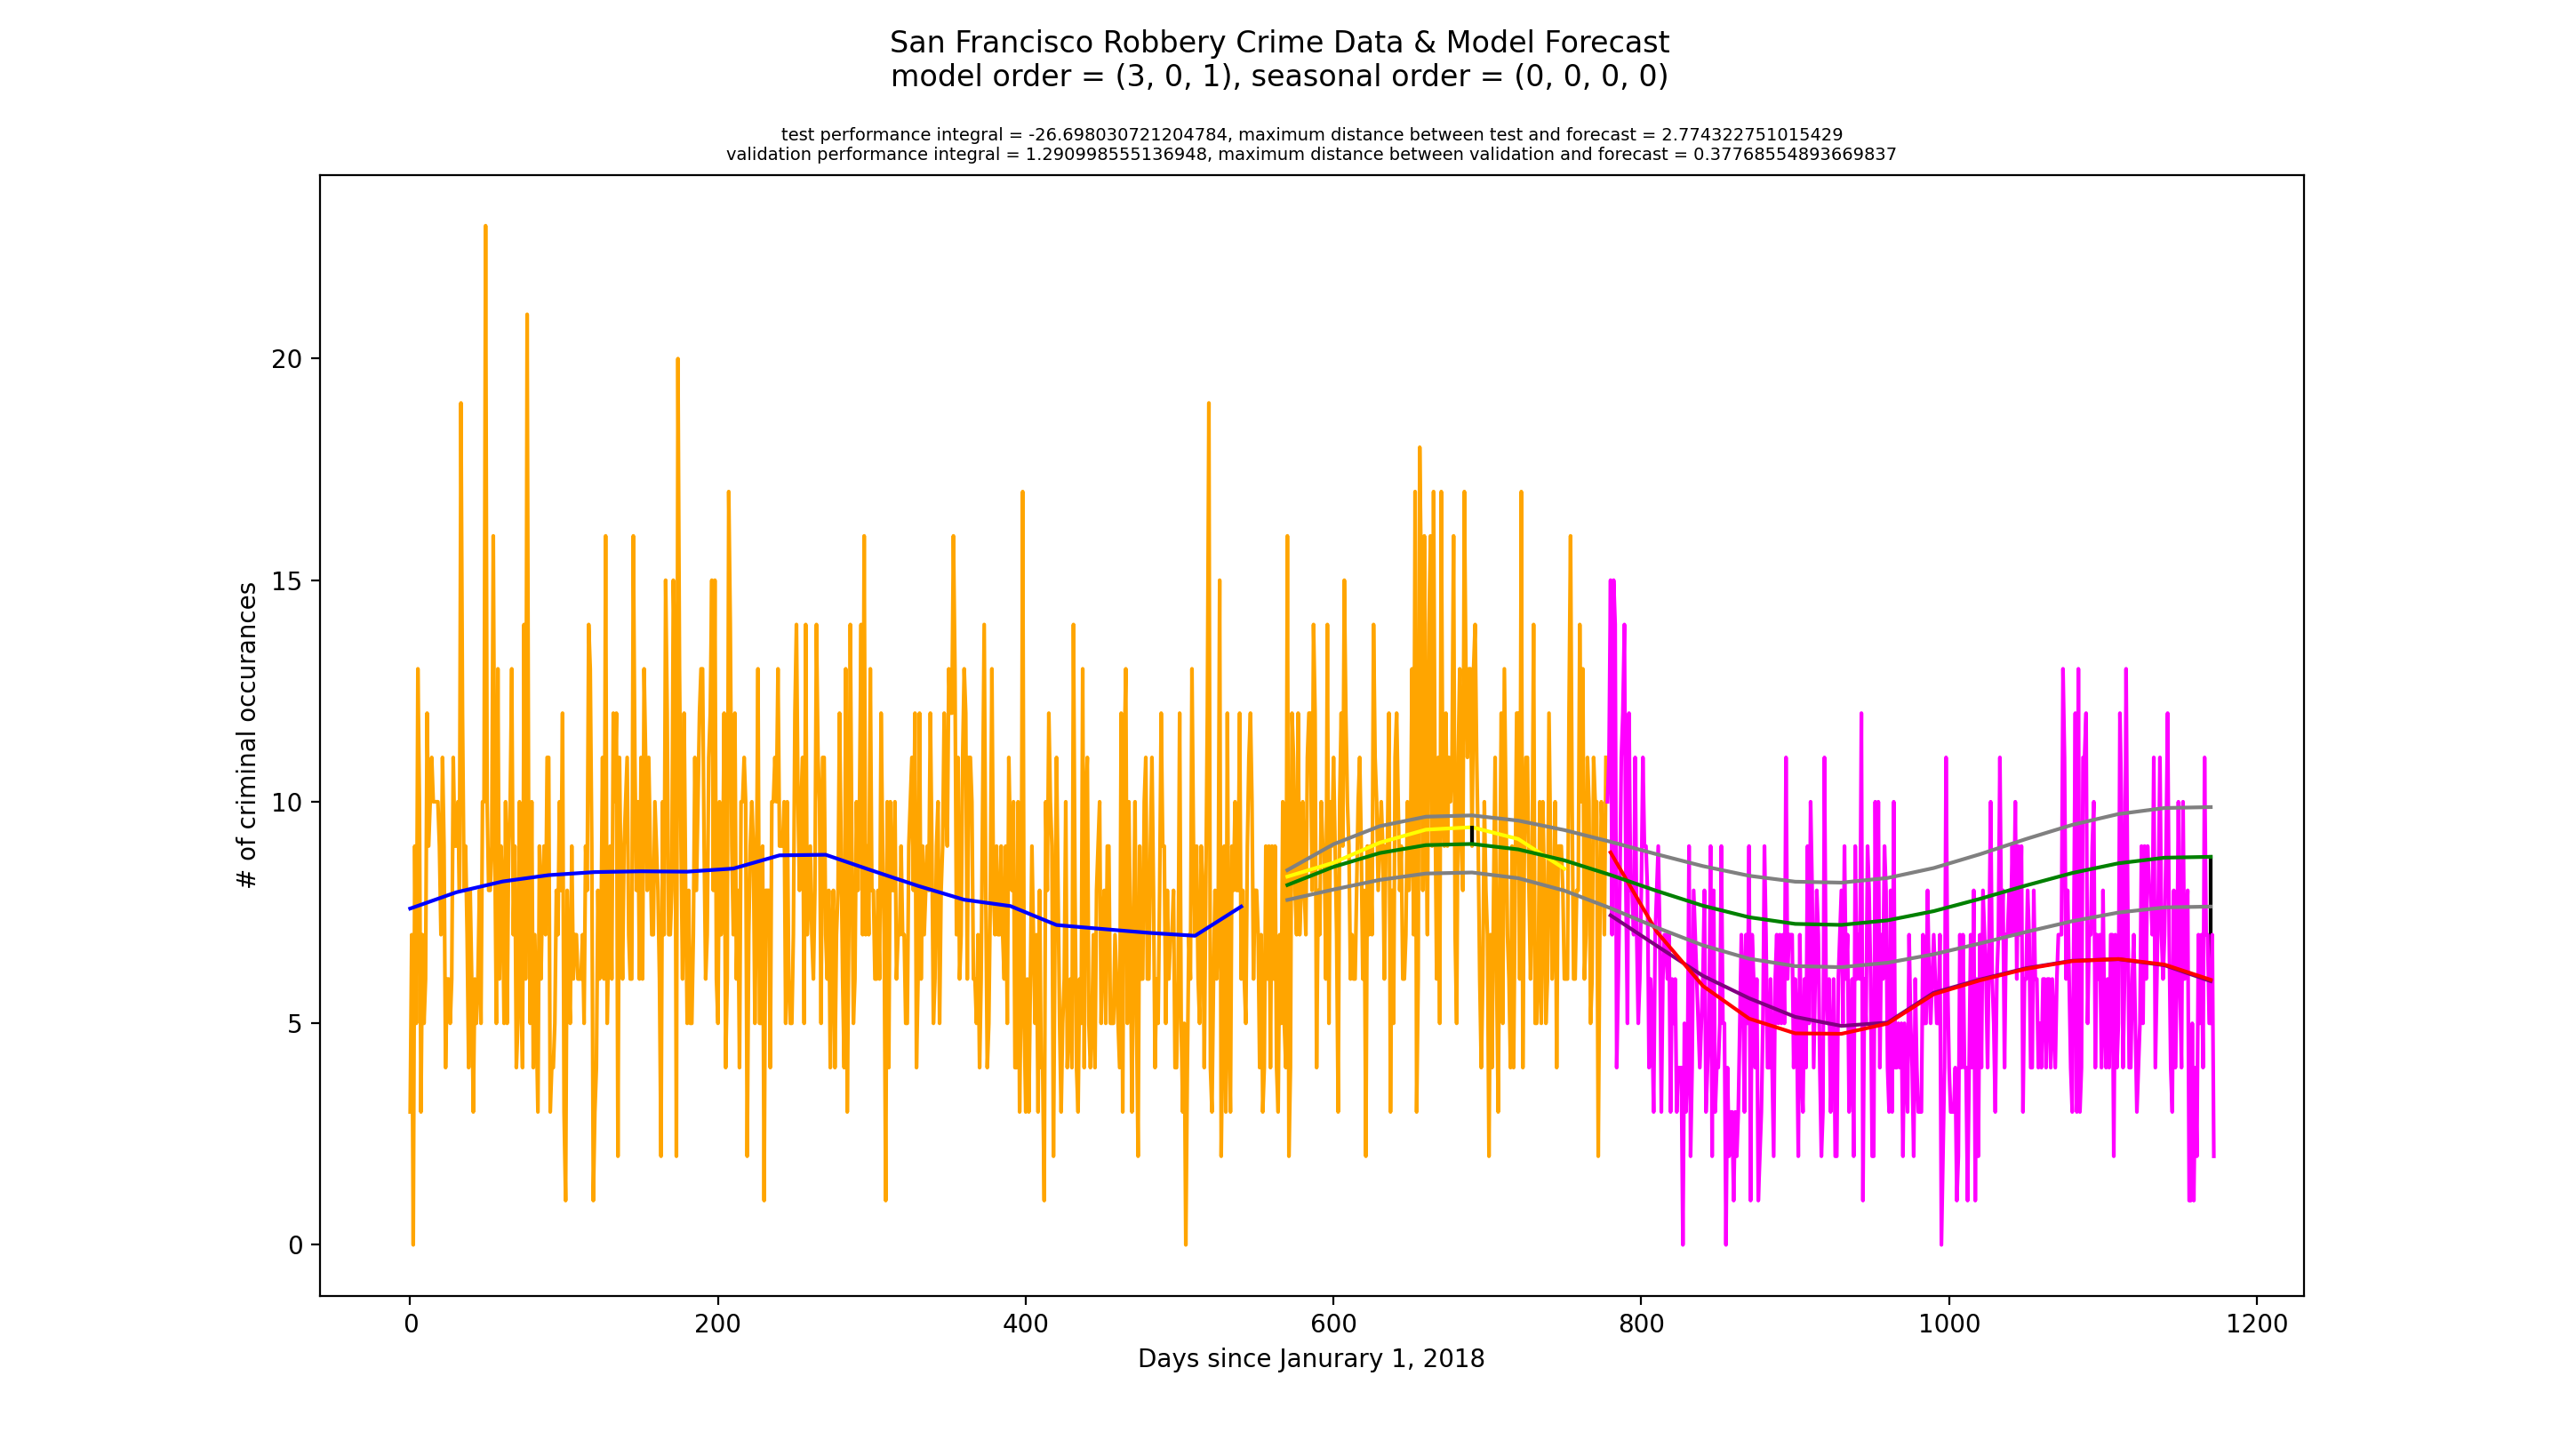 San Francisco Robbery Crime Data & Model Forecast
model order = (3, 0, 1), seasonal order = (0, 0, 0, 0)
test performance integral = -26.698030721204784, maximum distance between test and forecast = 2.774322751015429
validation performance integral = 1.290998555136948, maximum distance between validation and forecast = 0.37768554893669837
# of criminal occurances
20
15
10
5
0
0 200 400 600 800 1000 1200
Days since Janurary 1, 2018